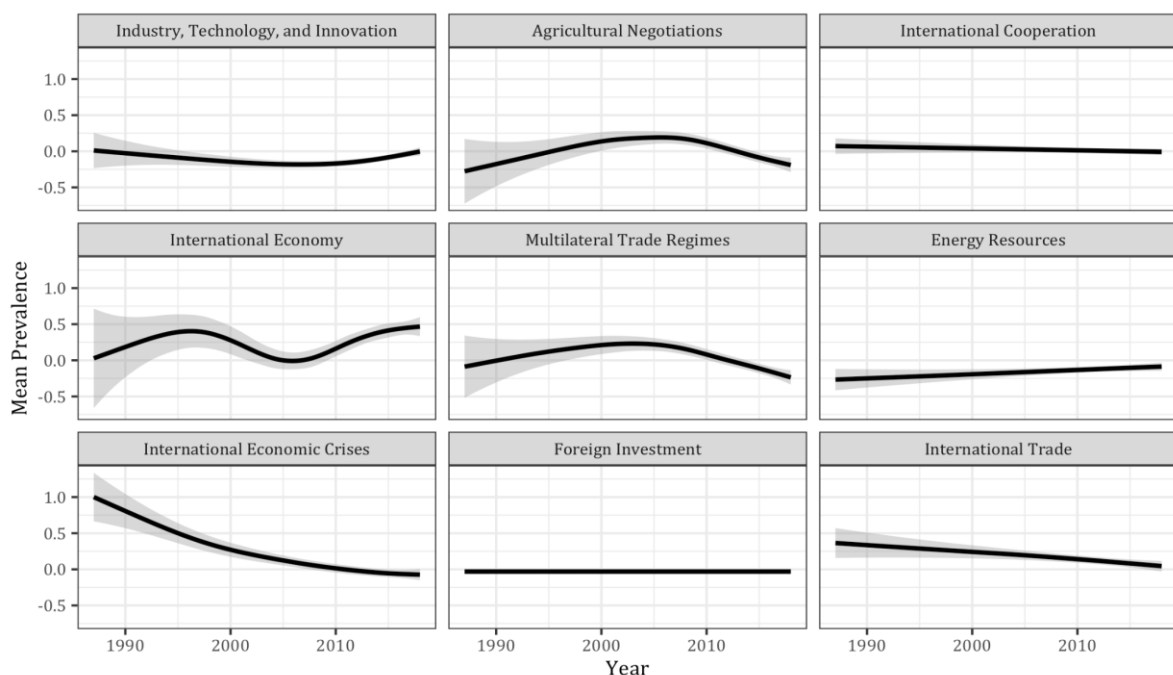 Industry, Technology, and Innovation
Agricultural Negotiations
International Cooperation
1.0
0.5
0.0
-0.5
International Economy
Multilateral Trade Regimes
Energy Resources
1.0
0.5
0.0
-0.5
Mean Prevalence
International Economic Crises
Foreign Investment
International Trade
1.0
0.5
0.0
-0.5
1990 2000 2010
1990 2000 2010
1990 2000 2010
Year